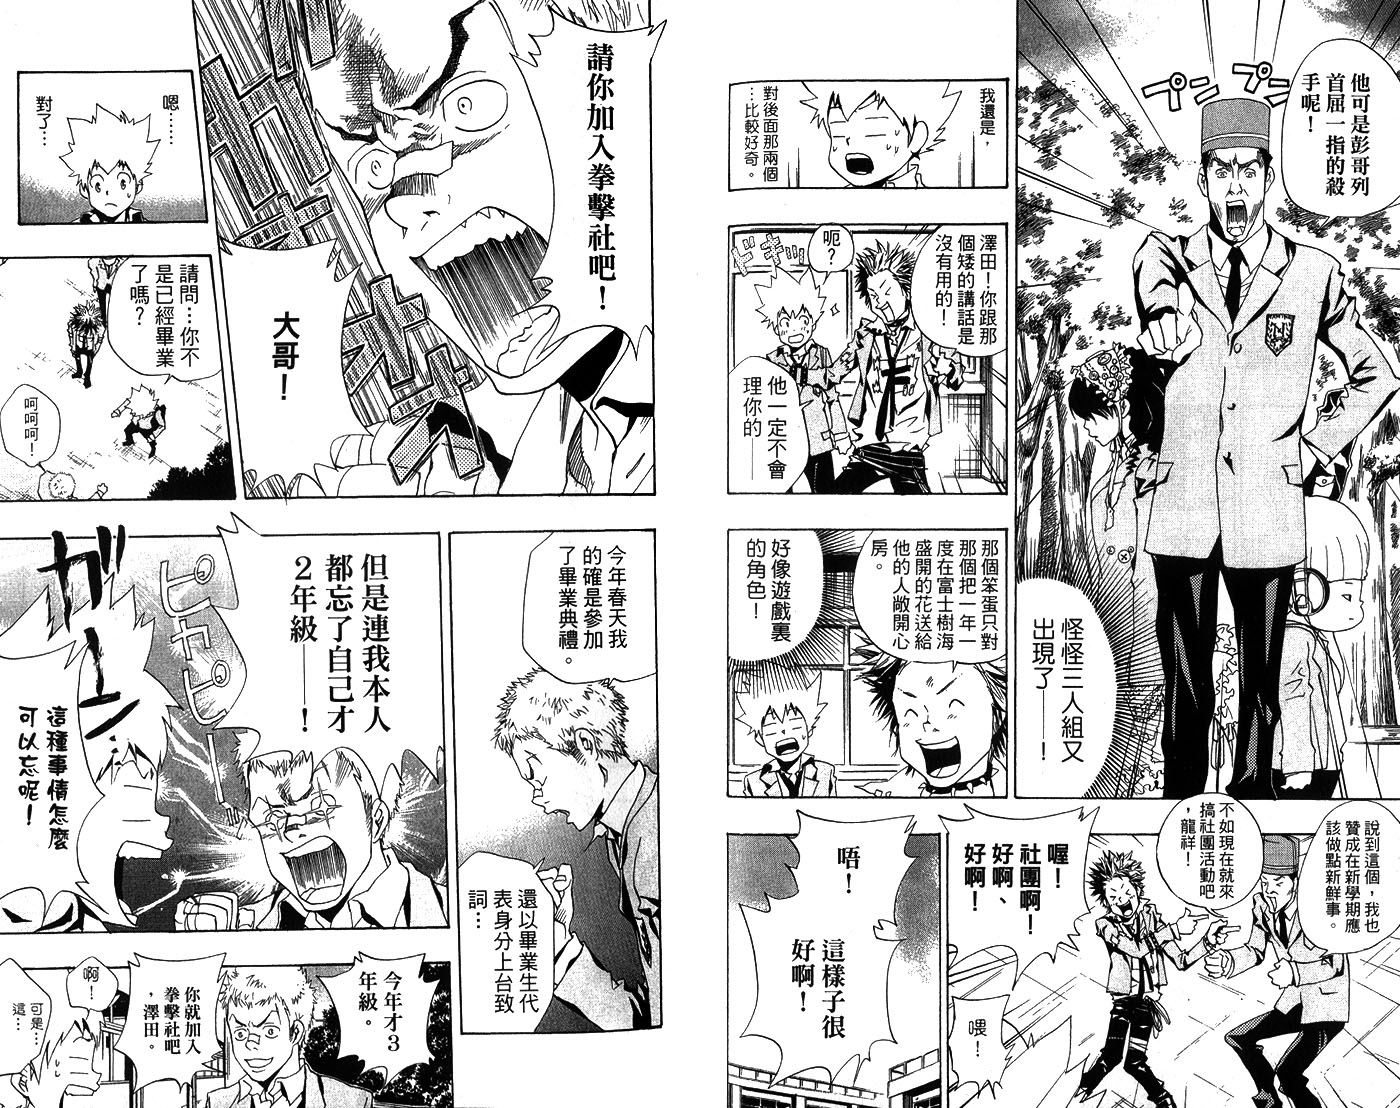 他可是彭哥列
首屈一指的殺
手呢！
プンプン
怪怪三人組又
出現了——！
我還是，
對後面那兩個
…比較好奇。
澤田！你跟那
個矮的講話是
沒有用的！
呃？
ドキッ
他一定不會
理你的——
那個笨蛋只對
那個把一年一
度在富士樹海
盛開的花送給
他的人敞開心
房。
好像遊戲裏
的角色！
說到這個，我也
贊成在新學期應
該做點新鮮事。
不如現在就來
搞社團活動吧
，龍祥！
喔！
社團啊！
好啊、
好啊！
喂！
唔！
這樣子很
好啊！
請你加入拳擊社吧！
大哥！
嗯……
對了…
請問…你不
是已經畢業
了嗎？
呵呵呵！
今年春天我
的確是參加
了畢業典禮。
還以畢業生代
表身分上台致
詞…
但是連我本人
都忘了自己才
2年級——！
ピヤピピ
ガーン
這種事情怎麼
可以忘呢！
今年才3
年級。
你就加入
拳擊社吧
，澤田。
啊！
可是…
這…